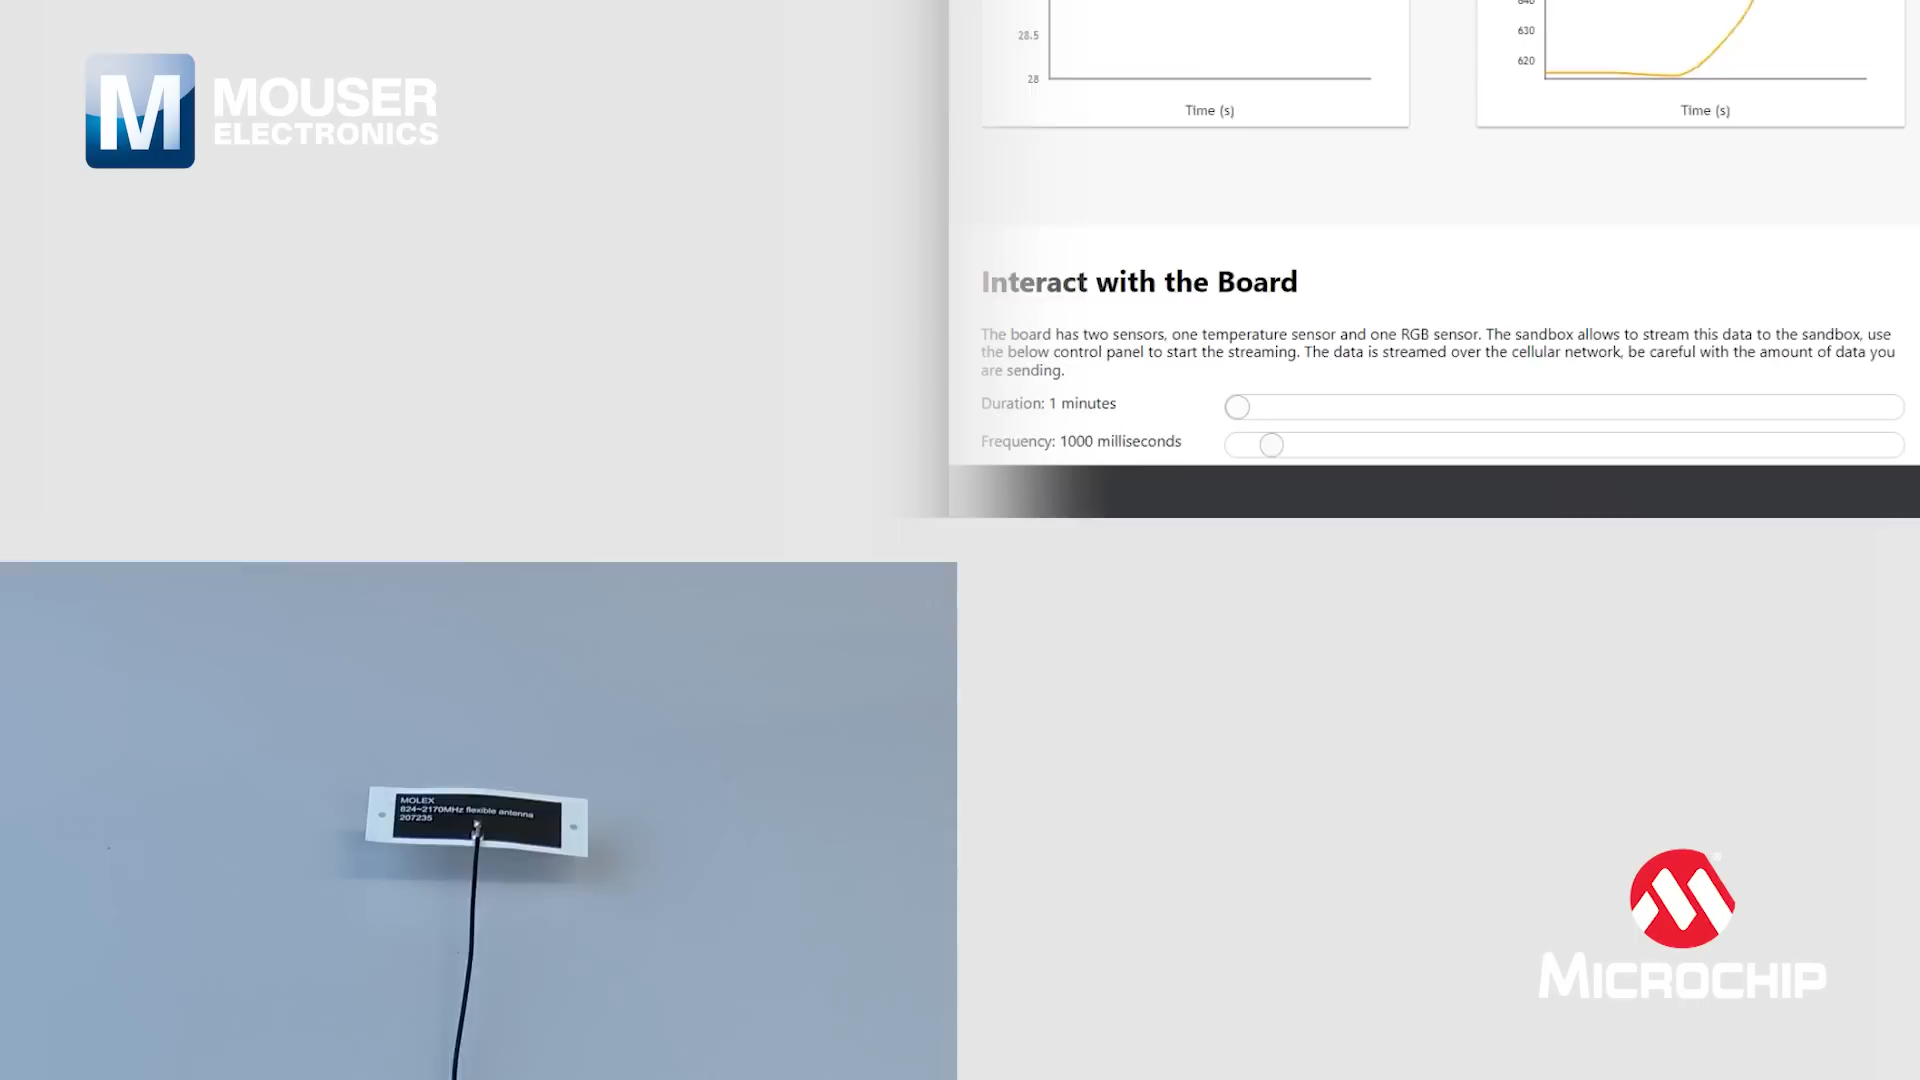 M MOUSER
ELECTRONICS
28.5
28
Time (s)
640
630
620
Time (s)
Interact with the Board
The board has two sensors, one temperature sensor and one RGB sensor. The sandbox allows to stream this data to the sandbox, use
the below control panel to start the streaming. The data is streamed over the cellular network, be careful with the amount of data you
are sending.
Duration: 1 minutes
Frequency: 1000 milliseconds
MOLEX
824~2170MHz flexible antenna
207235
MICROCHIP